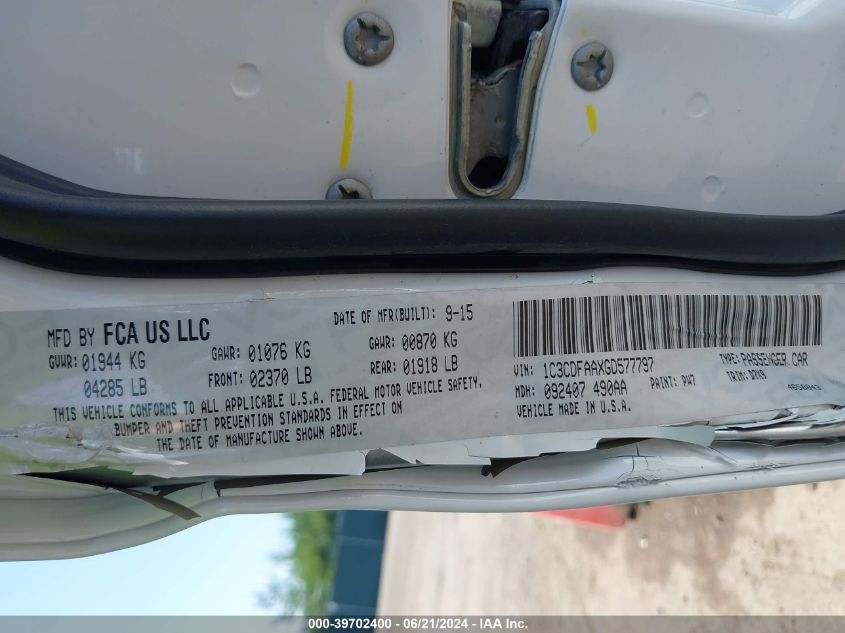 MFD BY FCA US LLC
DATE OF MFR(BUILT): 9-15
GVWR: 01944 KG
GAWR: 01076 KG
GAWR: 00870 KG
04285 LB
FRONT: 02370 LB
REAR: 01918 LB
THIS VEHICLE CONFORMS TO ALL APPLICABLE U.S.A. FEDERAL MOTOR VEHICLE SAFETY,
BUMPER AND THEFT PREVENTION STANDARDS IN EFFECT ON
THE DATE OF MANUFACTURE SHOWN ABOVE.
VIN: 1C3CDFAAXGD577797
TYPE: PASSENGER CAR
MDH: 092407 490AA
PAINT: PW7
TRIM:
VEHICLE MADE IN U.S.A.
000-39702400 - 06/21/2024 - IAA Inc.